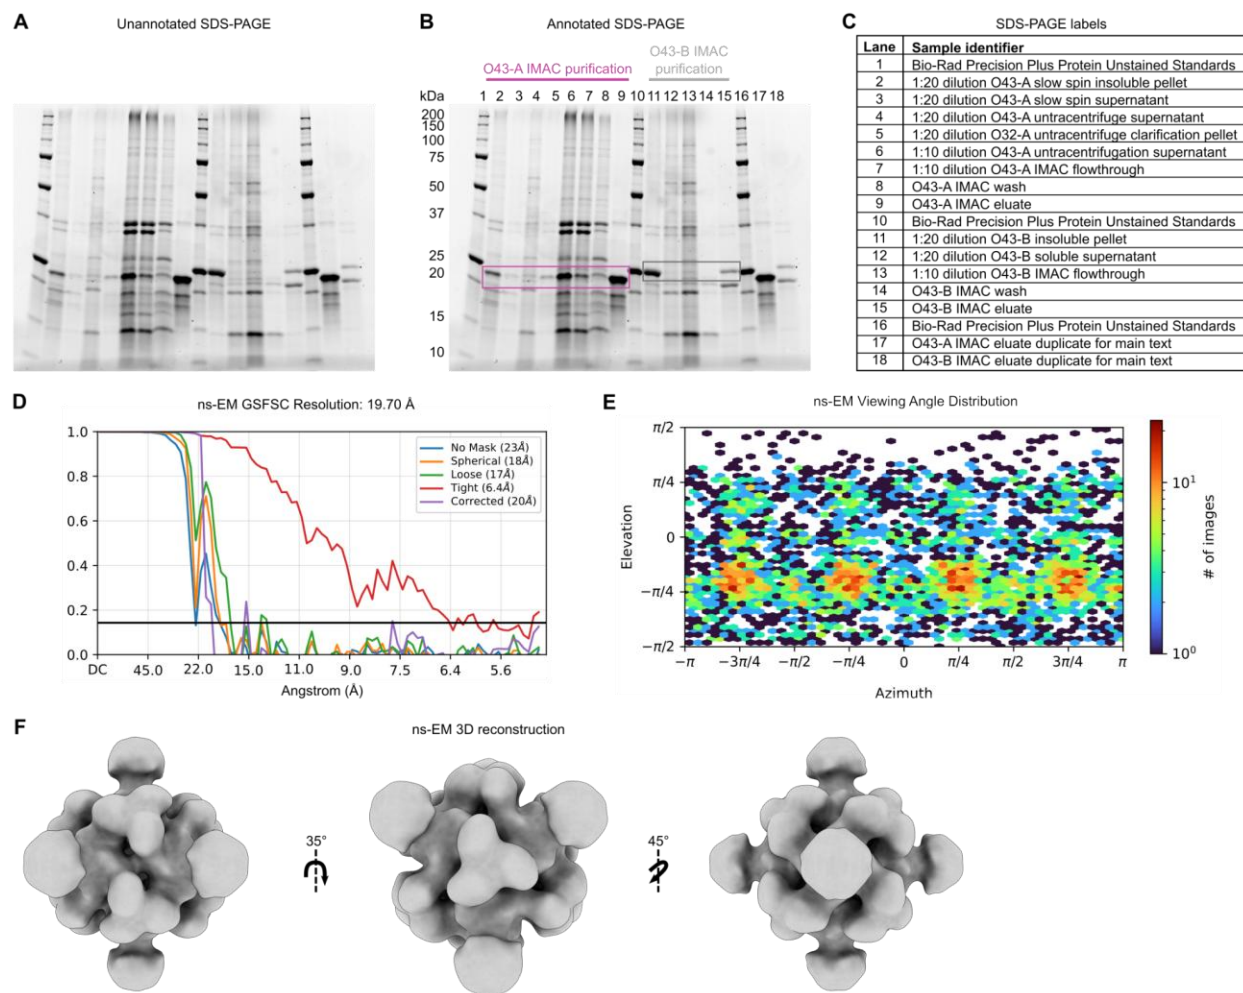 A
Unannotated SDS-PAGE
B
Annotated SDS-PAGE
O43-A IMAC purification
O43-B IMAC
purification
kDa
1 2 3 4 5 6 7 8 9 10 11 12 13 14 15 16 17 18
200
150
100
75
50
37
25
20
15
10
C
SDS-PAGE labels
Lane Sample identifier
1 Bio-Rad Precision Plus Protein Unstained Standards
2 1:20 dilution O43-A slow spin insoluble pellet
3 1:20 dilution O43-A slow spin supernatant
4 1:20 dilution O43-A untracentrifuge supernatant
5 1:20 dilution O32-A untracentrifuge clarification pellet
6 1:10 dilution O43-A untracentrifugation supernatant
7 1:10 dilution O43-A IMAC flowthrough
8 O43-A IMAC wash
9 O43-A IMAC eluate
10 Bio-Rad Precision Plus Protein Unstained Standards
11 1:20 dilution O43-B insoluble pellet
12 1:20 dilution O43-B soluble supernatant
13 1:10 dilution O43-B IMAC flowthrough
14 O43-B IMAC wash
15 O43-B IMAC eluate
16 Bio-Rad Precision Plus Protein Unstained Standards
17 O43-A IMAC eluate duplicate for main text
18 O43-B IMAC eluate duplicate for main text
D
ns-EM GSFSC Resolution: 19.70 Å
1.0
0.8
0.6
0.4
0.2
0.0
No Mask (23Å)
Spherical (18Å)
Loose (17Å)
Tight (6.4Å)
Corrected (20Å)
DC 45.0 22.0 15.0 11.0 9.0 7.5 6.4 5.6
Angstrom (Å)
E
ns-EM Viewing Angle Distribution
Elevation
π/2
π/4
0
−π/4
−π/2
−π −3π/4 −π/2 −π/4 0 π/4 π/2 3π/4 π
Azimuth
10¹
10⁰
# of images
F
ns-EM 3D reconstruction
35°
45°